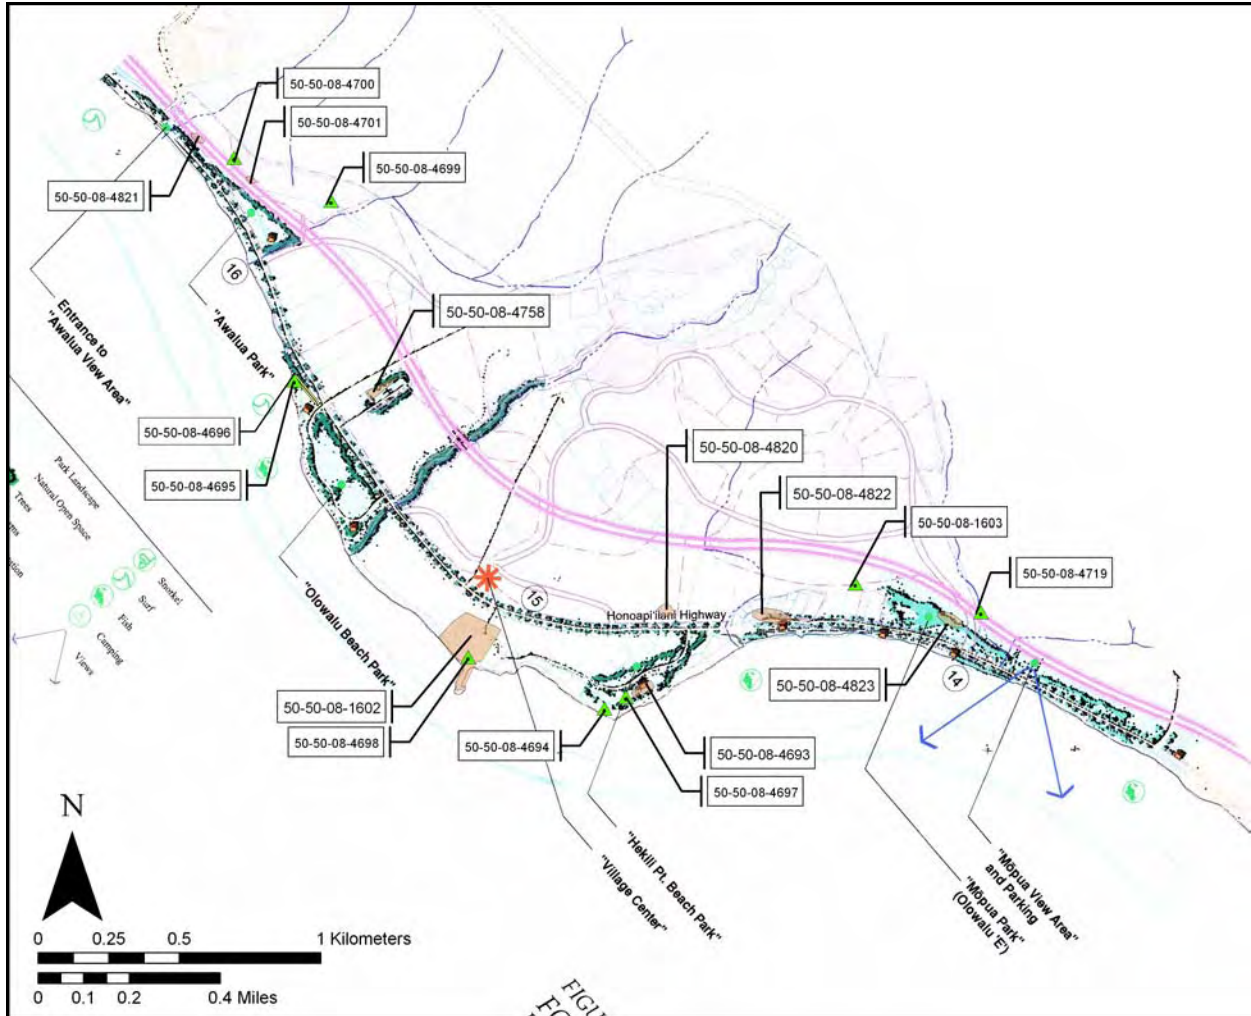 50-50-08-4700
50-50-08-4701
50-50-08-4699
50-50-08-4821
16
Entrance to
"Awalua View Area"
"Awalua Park"
50-50-08-4758
50-50-08-4696
50-50-08-4695
50-50-08-4820
50-50-08-4822
50-50-08-1603
50-50-08-4719
Park Landscape
Natural Open Space
Trees
Snorkel
Surf
Fish
Camping
Views
"Olowalu Beach Park"
15
Honoapi'ilani Highway
50-50-08-4823
14
50-50-08-1602
50-50-08-4698
50-50-08-4694
50-50-08-4693
50-50-08-4697
"Village Center"
"Hekili Pt. Beach Park"
"Mōpua View Area"
and Parking
"Mōpua Park"
(Olowalu 'E')
N
0 0.25 0.5 1 Kilometers
0 0.1 0.2 0.4 Miles